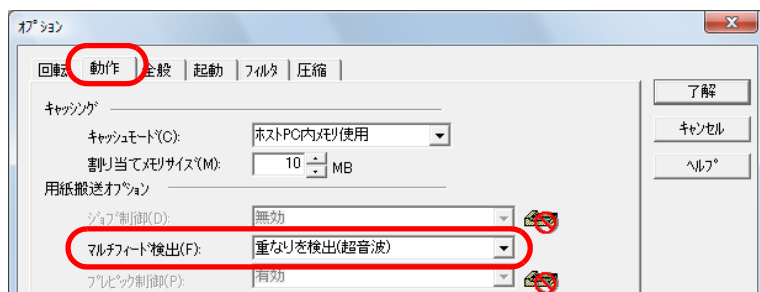 オプション
回転 動作 全般 起動 フィルタ 圧縮
了解
キャッシング
キャッシュモード(C): ホストPC内メモリ使用
キャンセル
割り当てメモリサイズ(M): 10 MB
ヘルプ
用紙搬送オプション
ジョブ制御(D): 無効
マルチフィード検出(F): 重なりを検出(超音波)
プレピック制御(P): 有効